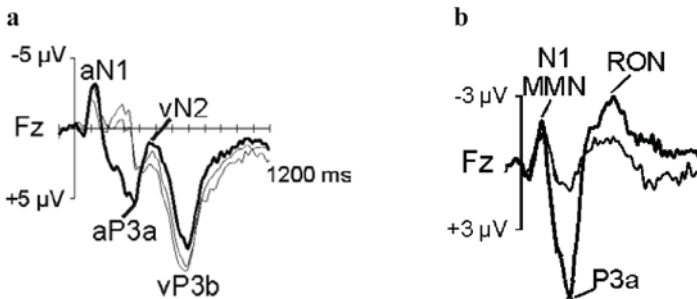 a
-5 µV
aN1
vN2
Fz
1200 ms
+5 µV
aP3a
vP3b
b
N1
MMN
RON
-3 µV
Fz
+3 µV
P3a